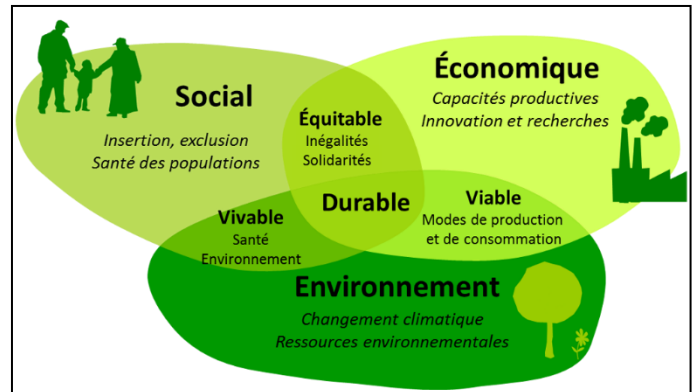 Social
Insertion, exclusion
Santé des populations
Économique
Capacités productives
Innovation et recherches
Équitable
Inégalités
Solidarités
Durable
Vivable
Santé
Environnement
Viable
Modes de production
et de consommation
Environnement
Changement climatique
Ressources environnementales